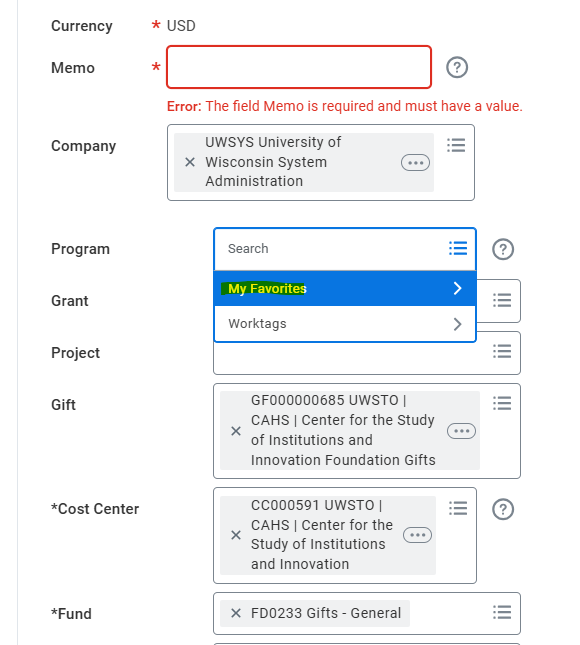 Currency * USD
Memo *
Error: The field Memo is required and must have a value.
Company
UWSYS University of
Wisconsin System
Administration
Program Search
My Favorites
Grant
Worktags
Project
Gift
GF000000685 UWSTO |
CAHS | Center for the Study
of Institutions and
Innovation Foundation Gifts
*Cost Center
CC000591 UWSTO |
CAHS | Center for the
Study of Institutions
and Innovation
*Fund FD0233 Gifts - General